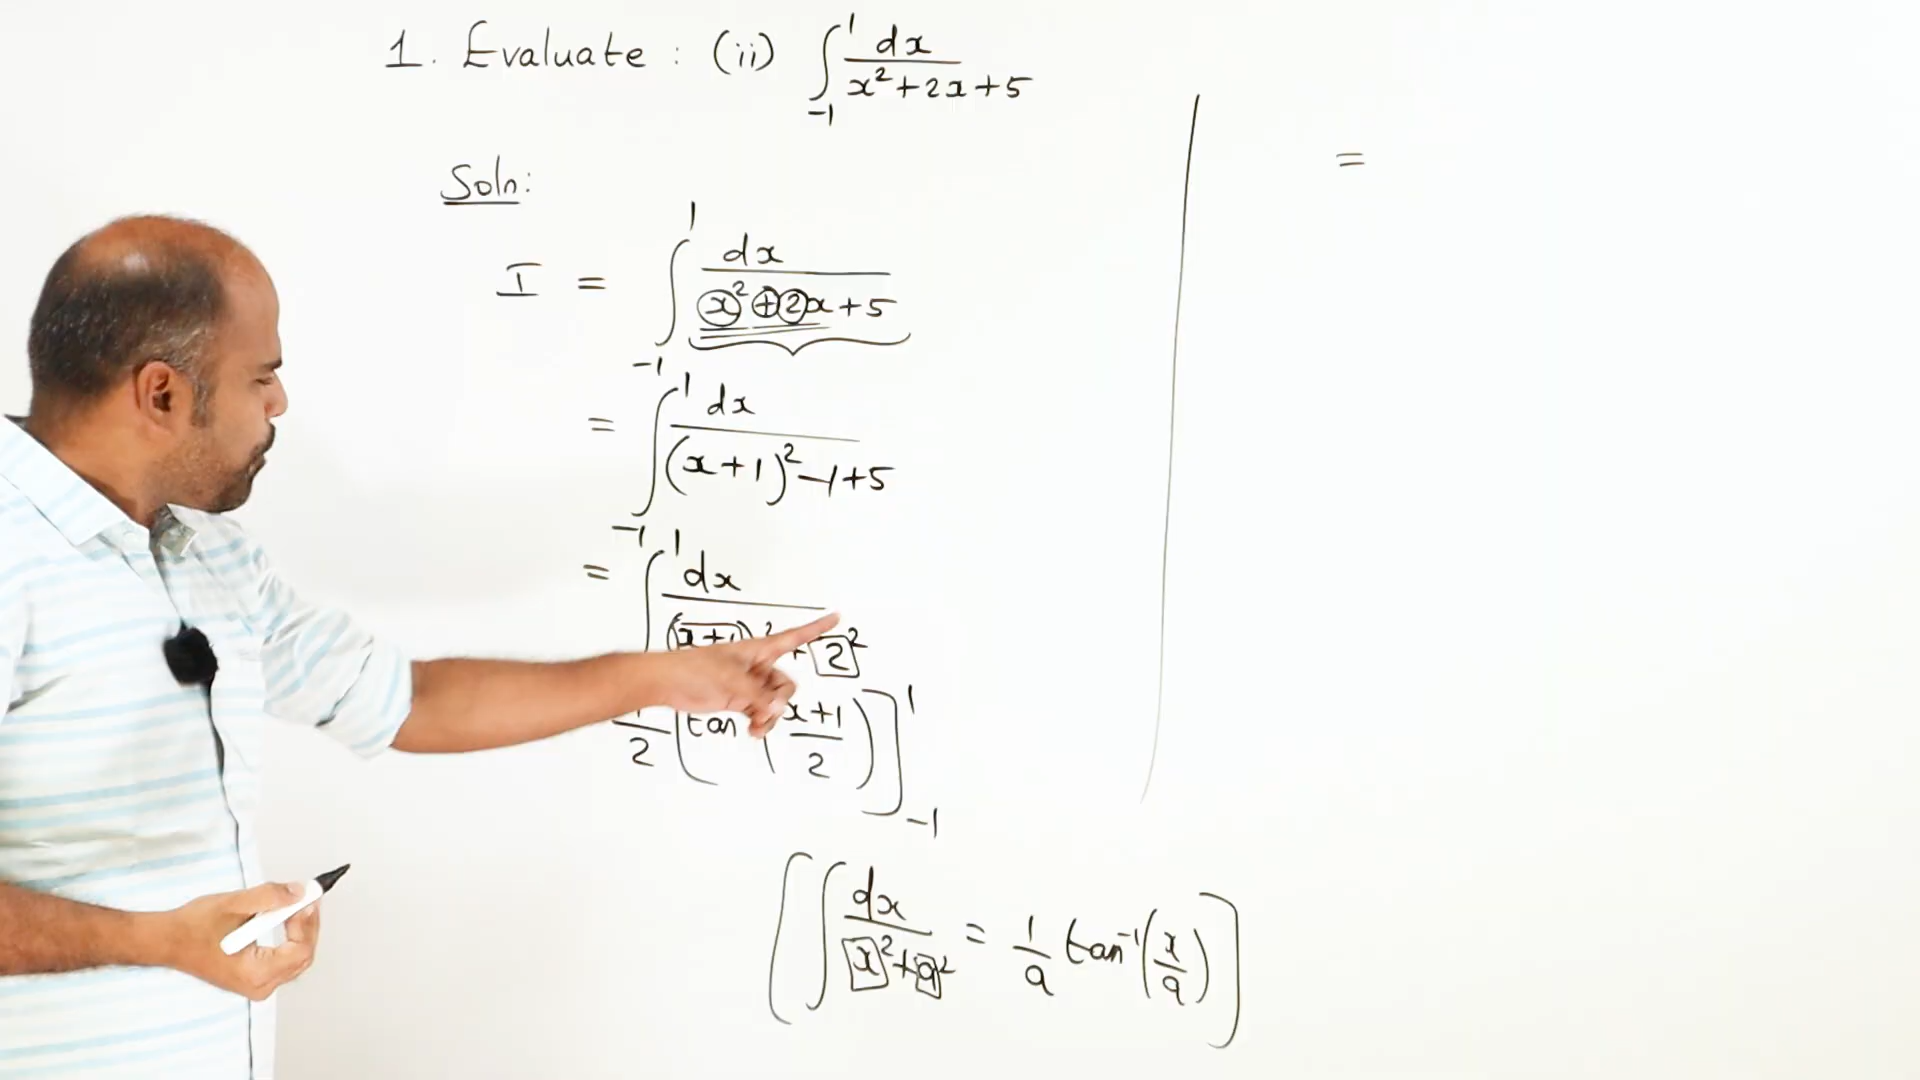 1. Evaluate : (ii) ∫₋₁¹ dx / (x² + 2x + 5)
Soln:
I = ∫₋₁¹ dx / (x² + 2x + 5)
= ∫₋₁¹ dx / ((x+1)² − 1 + 5)
= ∫¹ dx / ((x+1)² + 2²)
1/2 [tan (x+1 / 2)]₋₁¹
[∫ dx / (x² + a²) = 1/a tan⁻¹(x/a)]
=